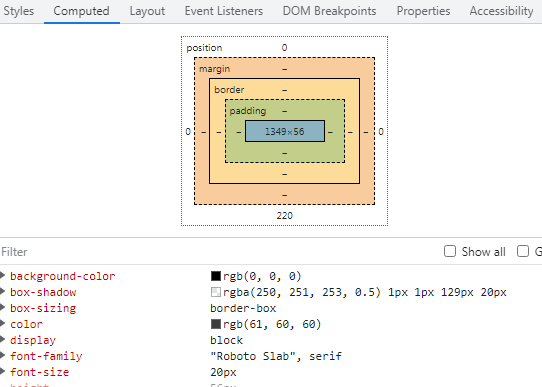 Styles Computed Layout Event Listeners DOM Breakpoints Properties Accessibility
position 0
margin –
border –
padding –
0 – – – 1349×56 – – – 0
–
–
–
220
Filter Show all G
background-color rgb(0, 0, 0)
box-shadow rgba(250, 251, 253, 0.5) 1px 1px 129px 20px
box-sizing border-box
color rgb(61, 60, 60)
display block
font-family "Roboto Slab", serif
font-size 20px